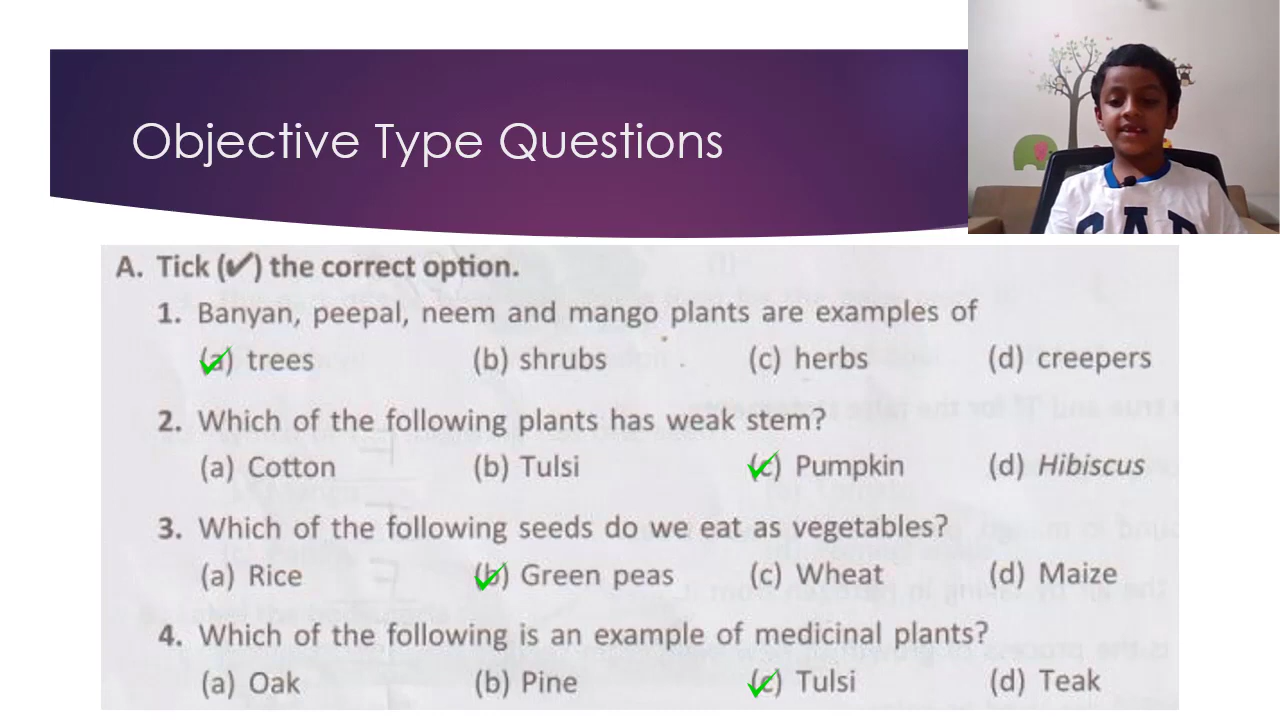 Objective Type Questions
GAP
A. Tick (✔) the correct option.
1. Banyan, peepal, neem and mango plants are examples of
(a) trees (b) shrubs (c) herbs (d) creepers
2. Which of the following plants has weak stem?
(a) Cotton (b) Tulsi (c) Pumpkin (d) Hibiscus
3. Which of the following seeds do we eat as vegetables?
(a) Rice (b) Green peas (c) Wheat (d) Maize
4. Which of the following is an example of medicinal plants?
(a) Oak (b) Pine (c) Tulsi (d) Teak